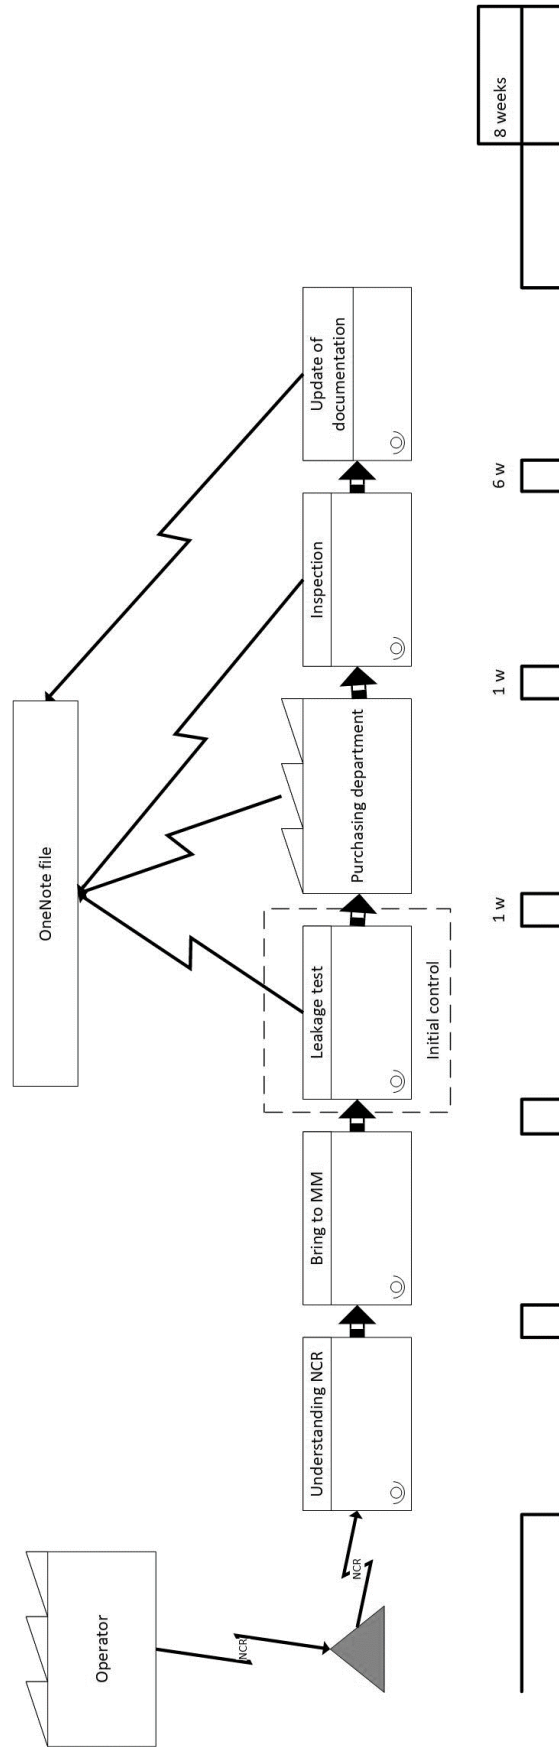 OneNote file
Operator
NCR
NCR
Understanding NCR
Bring to MM
Leakage test
Initial control
Purchasing department
Inspection
Update of
documentation
1 w
1 w
6 w
8 weeks